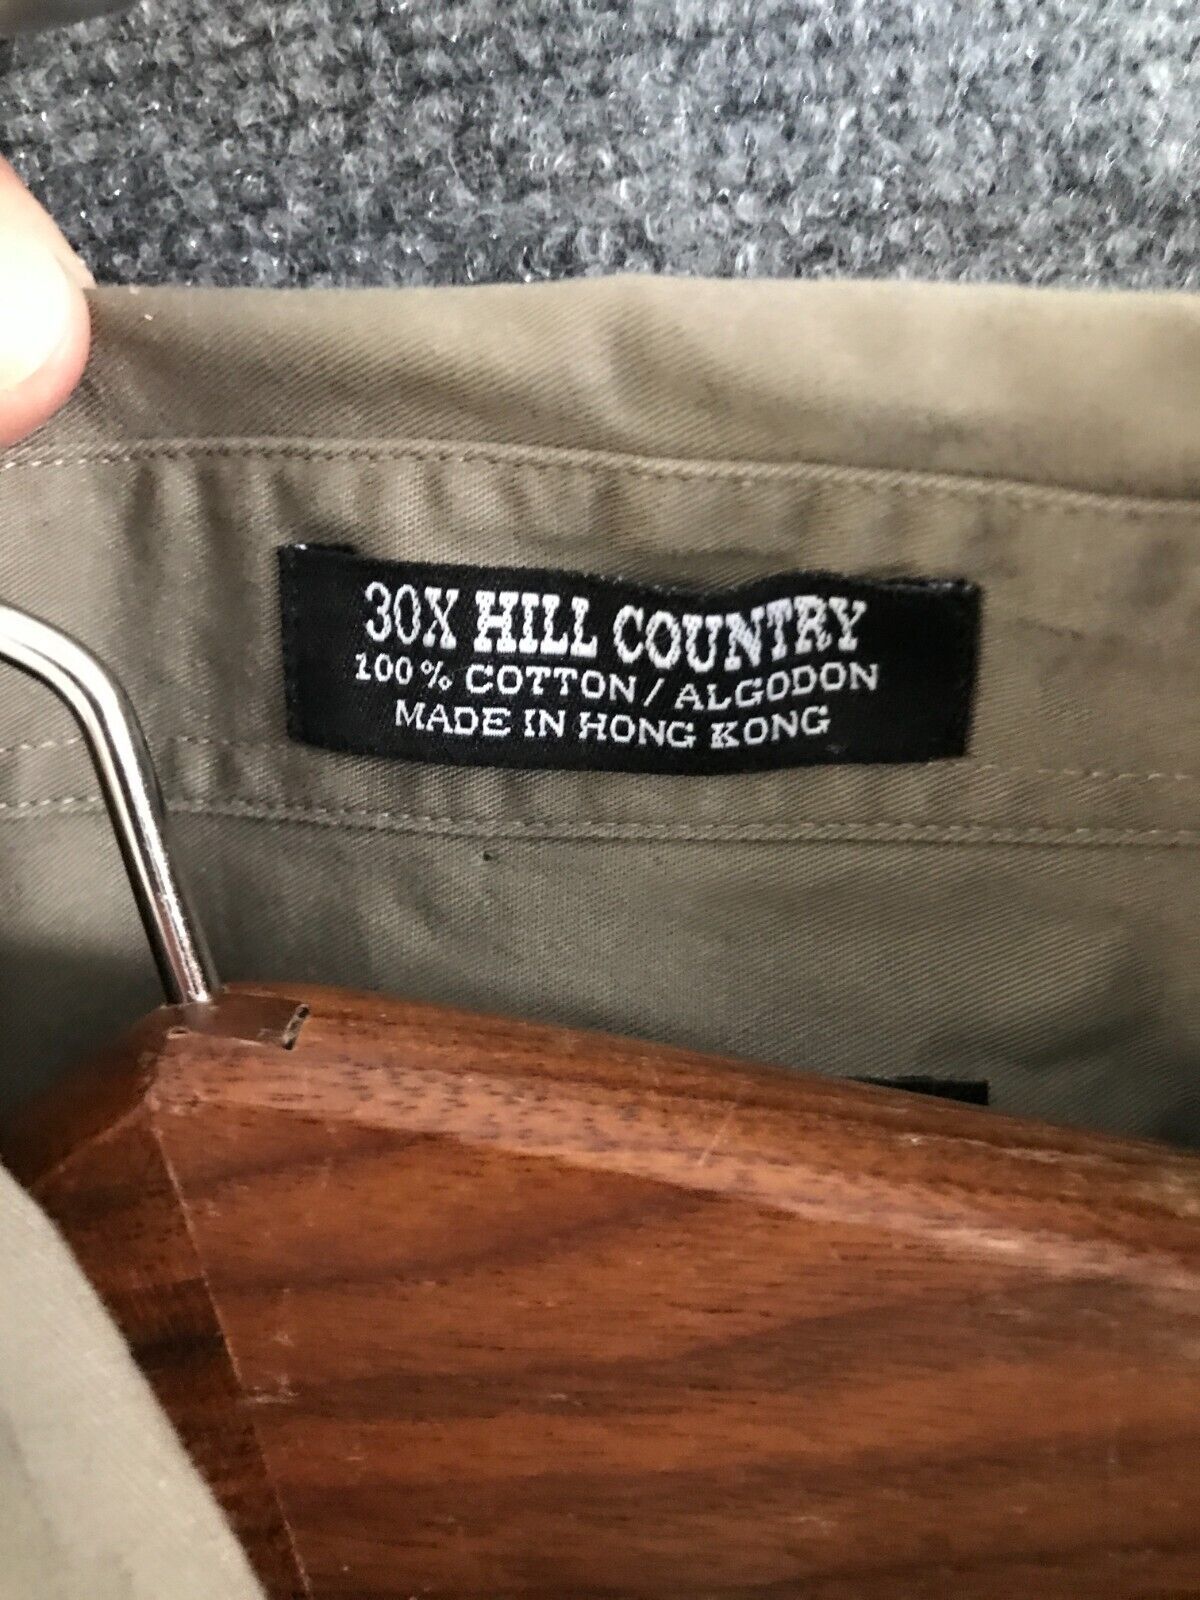 30X HILL COUNTRY
100% COTTON/ALGODON
MADE IN HONG KONG